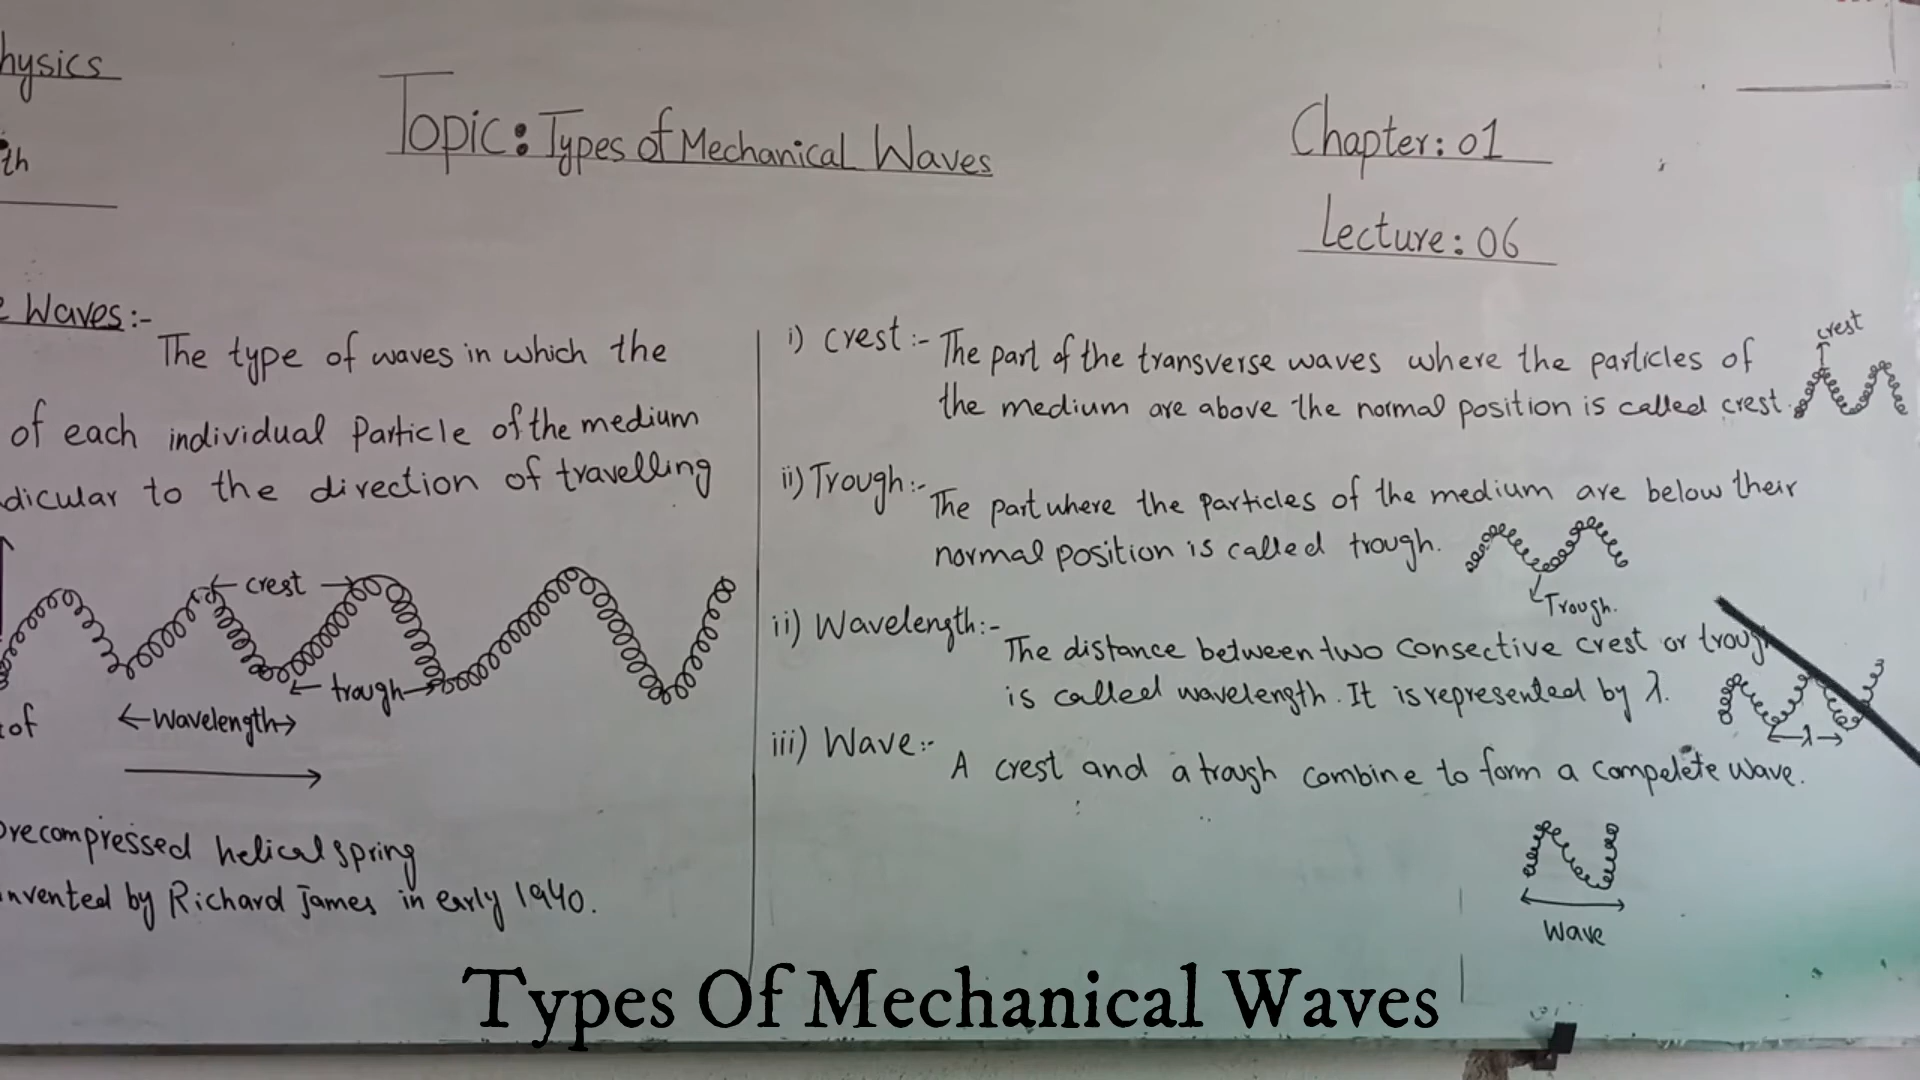 hysics
th
Topic: Types of Mechanical Waves
Chapter: 01
Lecture: 06
Waves:-
The type of waves in which the
of each individual Particle of the medium
dicular to the direction of travelling
crest
trough
Wavelength
of
recompressed helical spring
nvented by Richard James in early 1940.
i) Crest:- The part of the transverse waves where the particles of
the medium are above the normal position is called crest.
crest
ii) Trough:- The part where the particles of the medium are below their
normal position is called trough.
Trough.
ii) Wavelength:- The distance between two consective crest or troug
is called wavelength. It is represented by λ.
λ
iii) Wave:- A crest and a trough combine to form a compelete wave.
Wave
Types Of Mechanical Waves